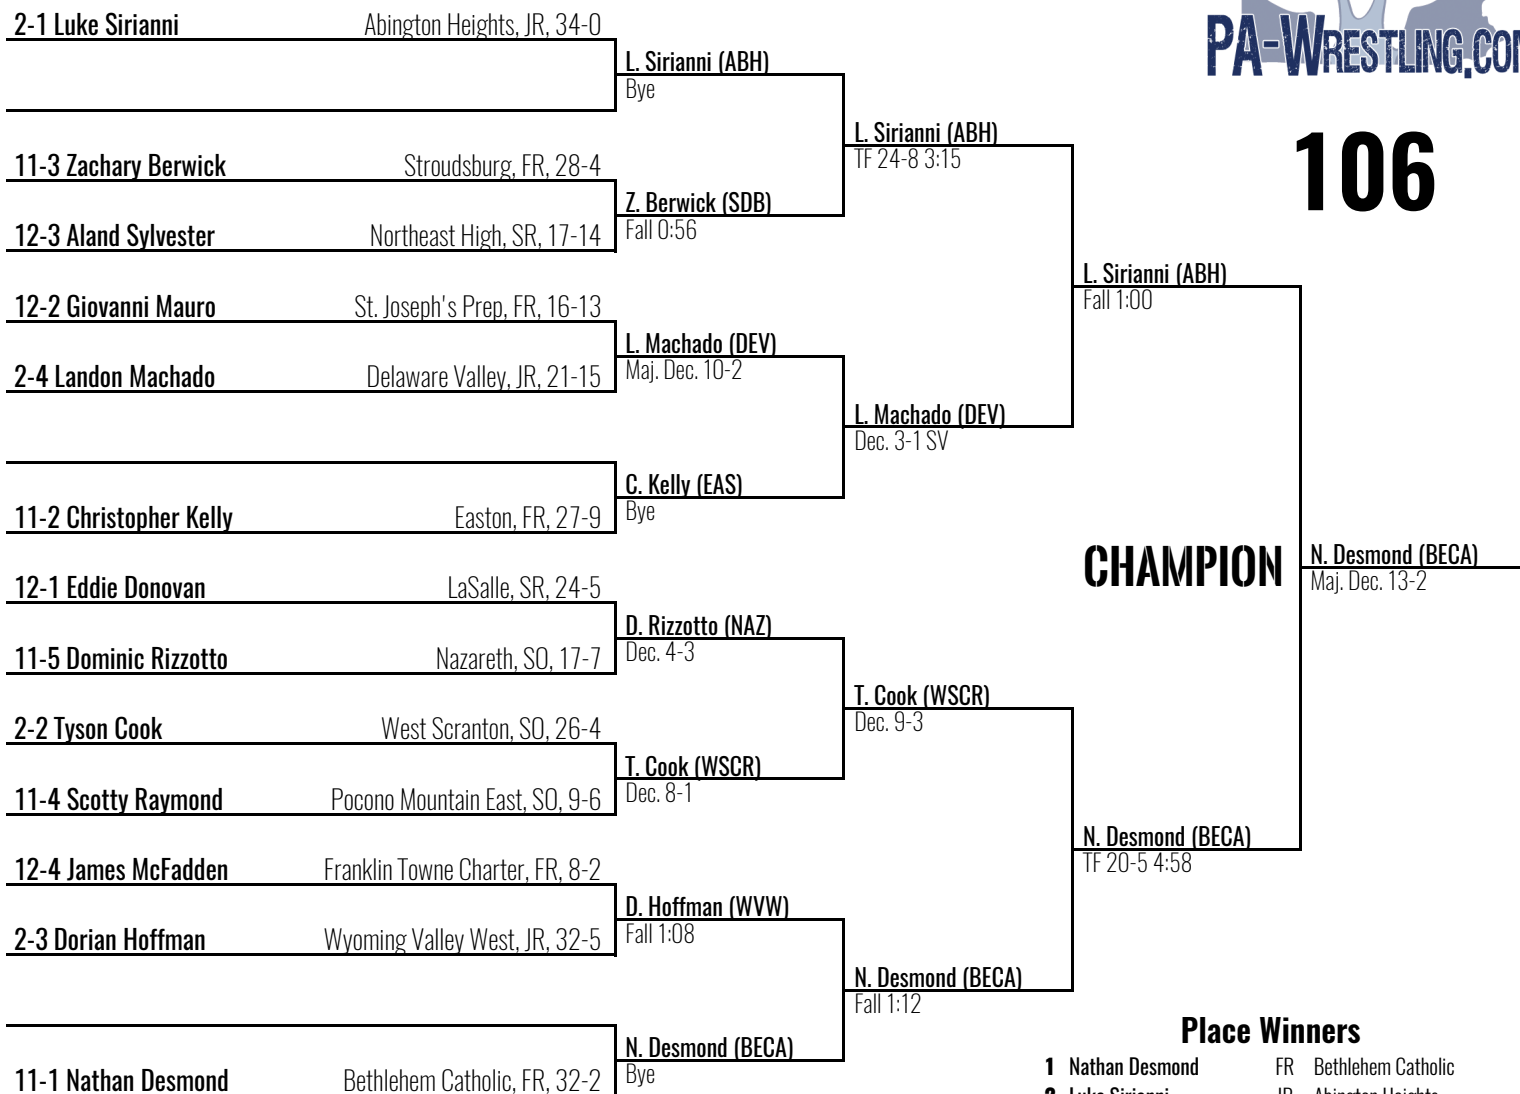 2-1 Luke Sirianni Abington Heights, JR, 34-0
L. Sirianni (ABH)
Bye
PA-WRESTLING.CO
L. Sirianni (ABH)
TF 24-8 3:15
106
11-3 Zachary Berwick Stroudsburg, FR, 28-4
Z. Berwick (SDB)
Fall 0:56
12-3 Aland Sylvester Northeast High, SR, 17-14
L. Sirianni (ABH)
Fall 1:00
12-2 Giovanni Mauro St. Joseph's Prep, FR, 16-13
L. Machado (DEV)
Maj. Dec. 10-2
2-4 Landon Machado Delaware Valley, JR, 21-15
L. Machado (DEV)
Dec. 3-1 SV
C. Kelly (EAS)
Bye
11-2 Christopher Kelly Easton, FR, 27-9
CHAMPION
N. Desmond (BECA)
Maj. Dec. 13-2
12-1 Eddie Donovan LaSalle, SR, 24-5
D. Rizzotto (NAZ)
Dec. 4-3
11-5 Dominic Rizzotto Nazareth, SO, 17-7
T. Cook (WSCR)
Dec. 9-3
2-2 Tyson Cook West Scranton, SO, 26-4
T. Cook (WSCR)
Dec. 8-1
11-4 Scotty Raymond Pocono Mountain East, SO, 9-6
N. Desmond (BECA)
TF 20-5 4:58
12-4 James McFadden Franklin Towne Charter, FR, 8-2
D. Hoffman (WVW)
Fall 1:08
2-3 Dorian Hoffman Wyoming Valley West, JR, 32-5
N. Desmond (BECA)
Fall 1:12
N. Desmond (BECA)
Bye
11-1 Nathan Desmond Bethlehem Catholic, FR, 32-2
Place Winners
1 Nathan Desmond FR Bethlehem Catholic
2 Luke Sirianni JR Abington Heights